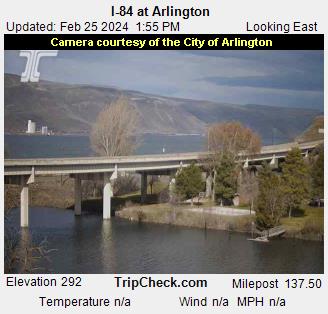 I-84 at Arlington
Updated: Feb 25 2024 1:55 PM Looking East
Camera courtesy of the City of Arlington
Elevation 292 TripCheck.com Milepost 137.50
Temperature n/a Wind n/a MPH n/a